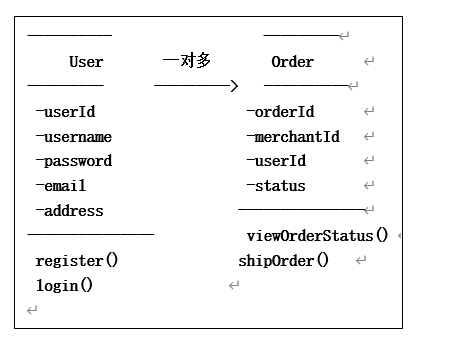 User 一对多 Order
-userId -orderId
-username -merchantId
-password -userId
-email -status
-address
viewOrderStatus()
register() shipOrder()
login()